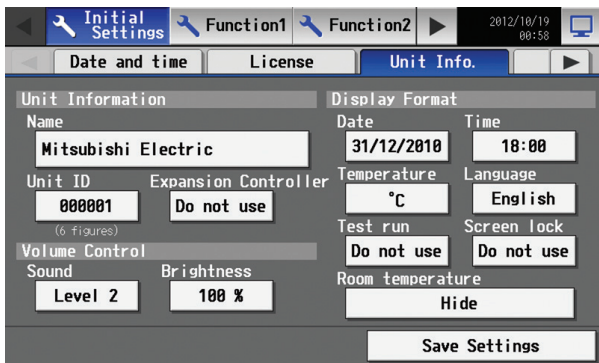 Initial Settings
Function1
Function2
2012/10/19
00:58
Date and time
License
Unit Info.
Unit Information
Name
Mitsubishi Electric
Unit ID
Expansion Controller
000001
Do not use
(6 figures)
Volume Control
Sound
Brightness
Level 2
100 %
Display Format
Date
Time
31/12/2010
18:00
Temperature
Language
°C
English
Test run
Screen lock
Do not use
Do not use
Room temperature
Hide
Save Settings